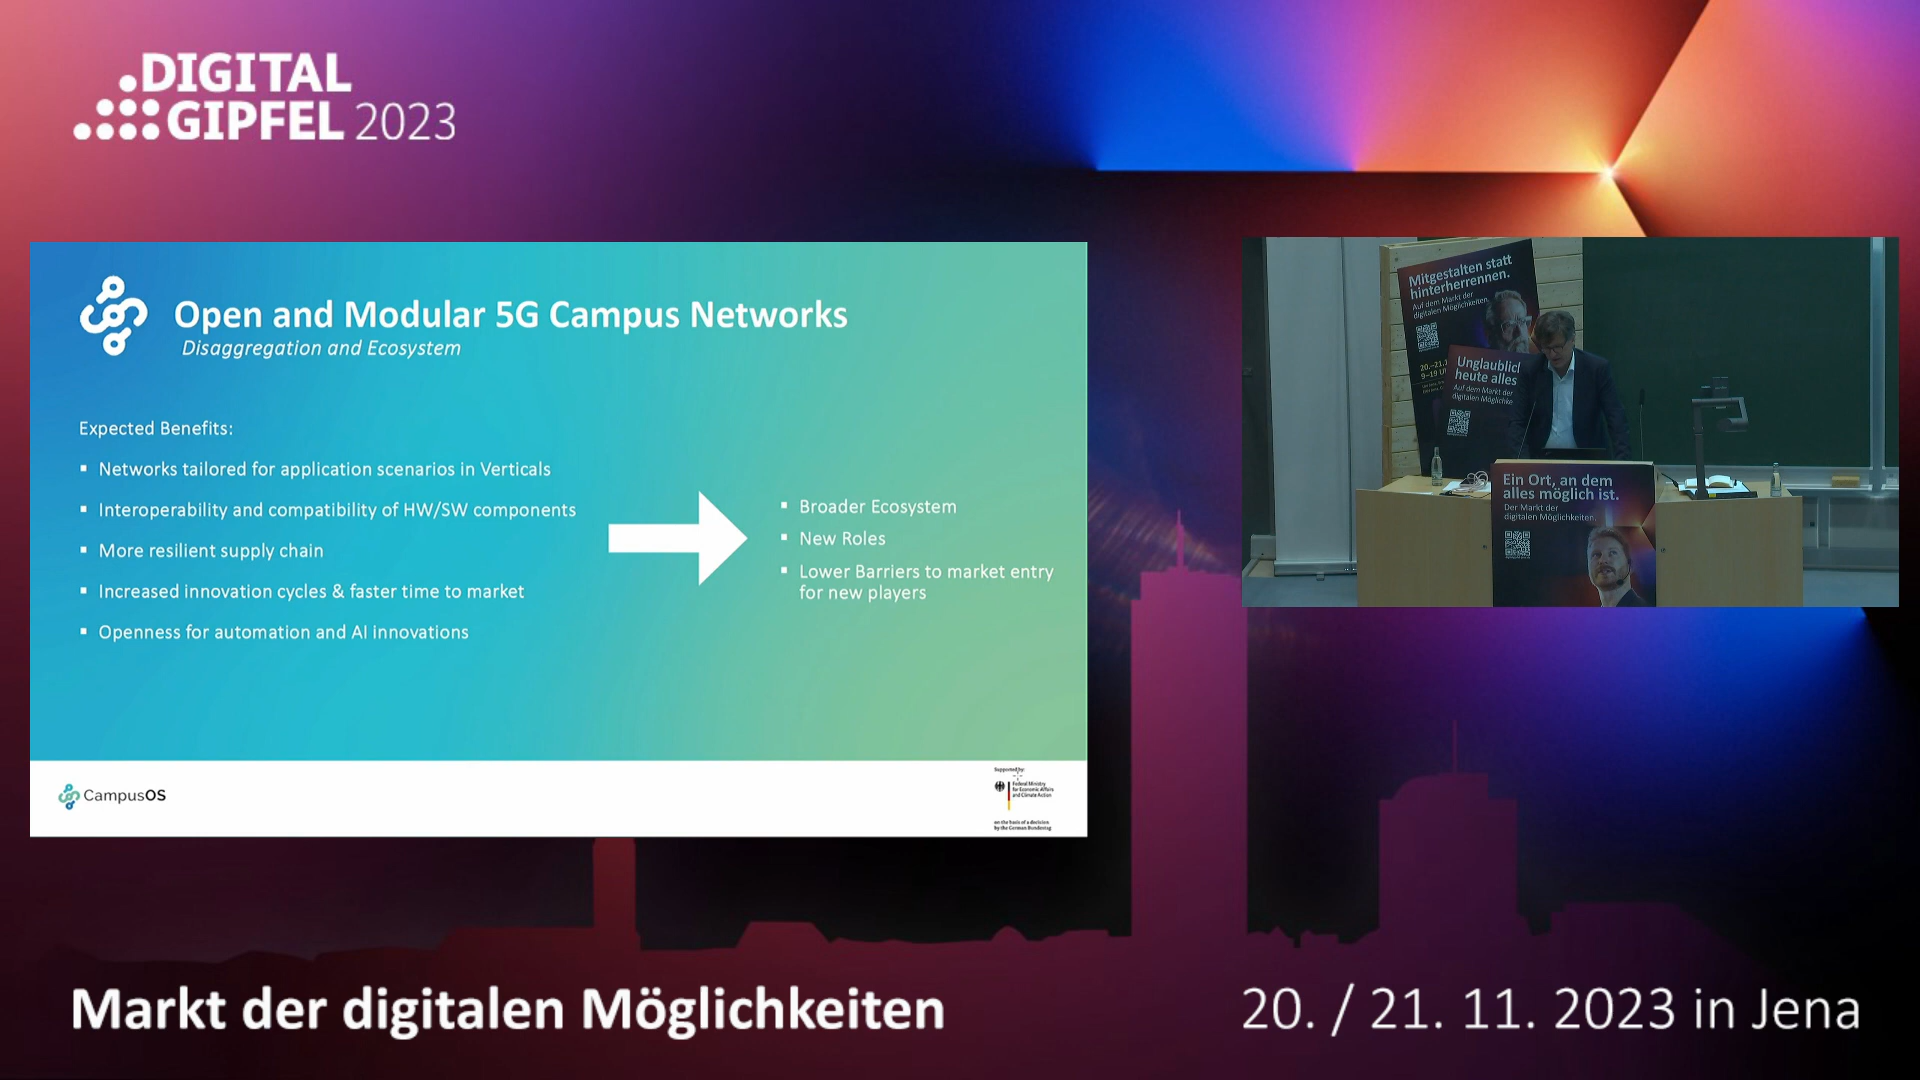 DIGITAL
GIPFEL 2023
Open and Modular 5G Campus Networks
Disaggregation and Ecosystem
Expected Benefits:
▪ Networks tailored for application scenarios in Verticals
▪ Interoperability and compatibility of HW/SW components
▪ More resilient supply chain
▪ Increased innovation cycles & faster time to market
▪ Openness for automation and AI innovations
▪ Broader Ecosystem
▪ New Roles
▪ Lower Barriers to market entry
for new players
CampusOS
Supported by:
Federal Ministry
for Economic Affairs
and Climate Action
on the basis of a decision
by the German Bundestag
Mitgestalten statt
hinterherrennen.
Auf dem Markt der
digitalen Möglichkeiten.
20.–21.
9–19
heute alles
Auf dem Markt der
Ein Ort, an dem
alles möglich ist.
Der Markt der
digitalen Möglichkeiten.
Markt der digitalen Möglichkeiten
20. / 21. 11. 2023 in Jena